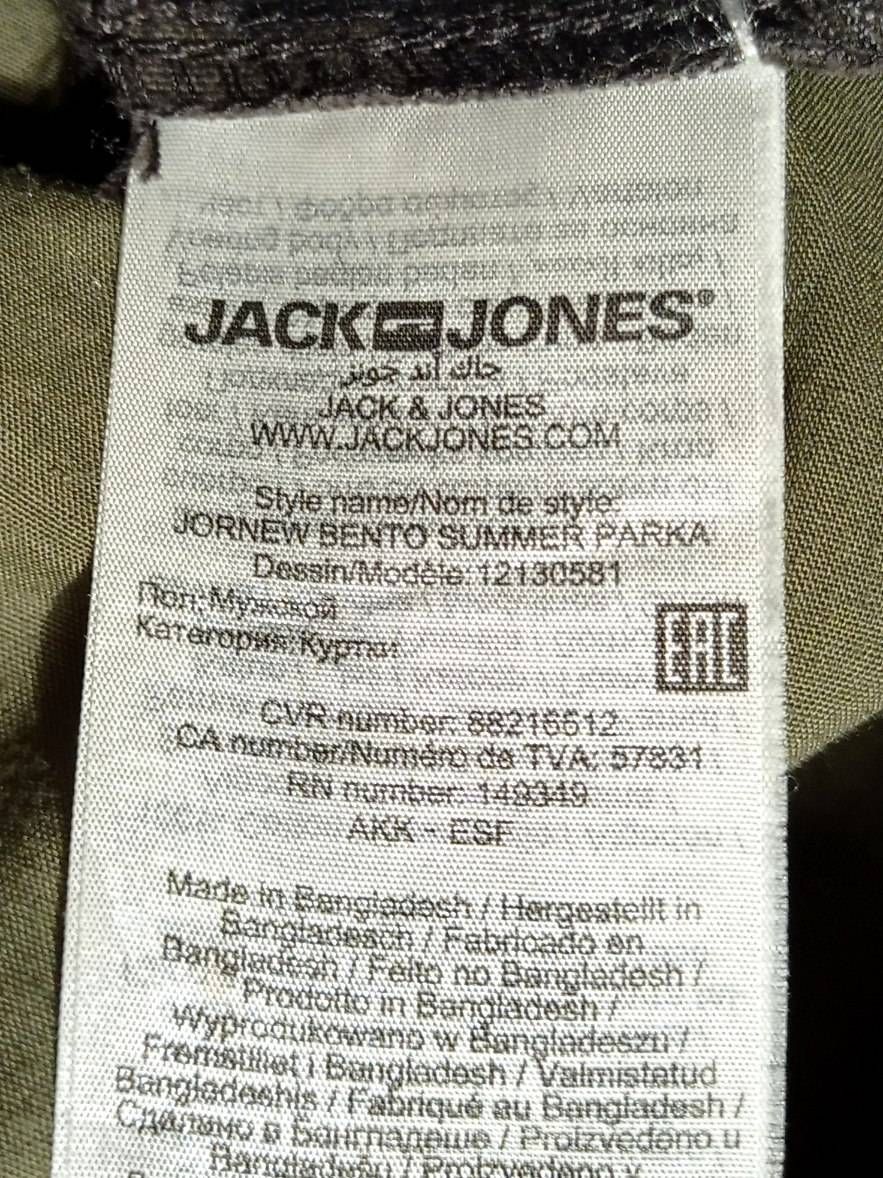 JACK JONES®
جاك أند جونز
JACK & JONES
WWW.JACKJONES.COM
Style name/Nom de style:
JORNEW BENTO SUMMER PARKA
Dessin/Modèle: 12130581
Пол: Мужской
Категория: Куртки
EAC
CVR number: 88216512
CA number/Numéro de TVA: 57831
RN number: 149349
AKK - ESF
Made in Bangladesh / Hergestellt in
Bangladesch / Fabricado en
Bangladesh / Feito no Bangladesh /
Prodotto in Bangladesh /
Wyprodukowano w Bangladeszu /
Fremstillet i Bangladesh / Valmistatud
Bangladeshis / Fabriqué au Bangladesh /
Сделано в Бангладеше / Proizvedeno u
Bangladešu / Proizvedeno v